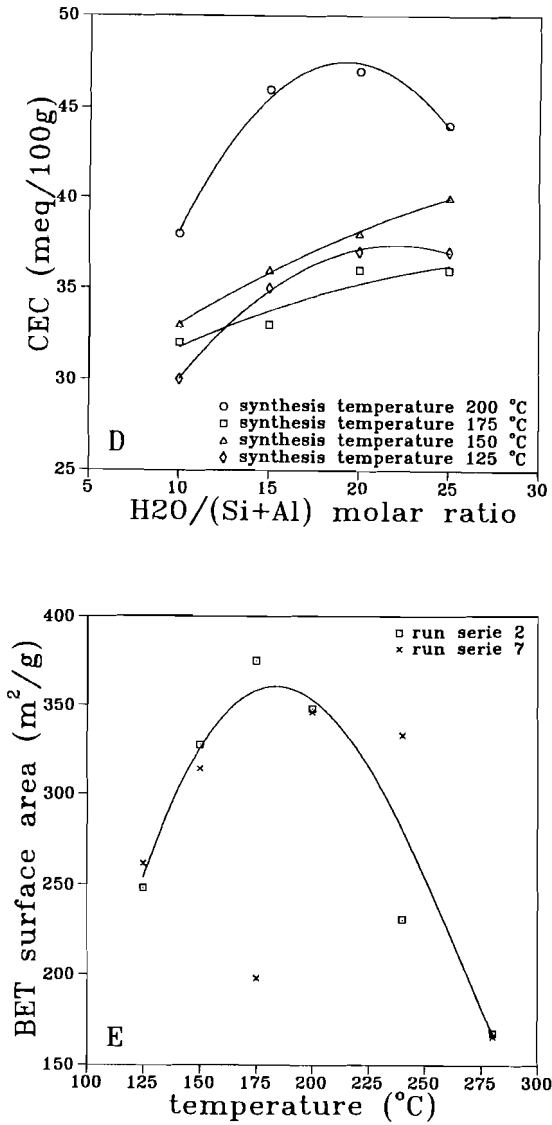 50
45
40
35
30
25
CEC (meq/100g)
○ synthesis temperature 200 °C
□ synthesis temperature 175 °C
△ synthesis temperature 150 °C
◇ synthesis temperature 125 °C
D
5 10 15 20 25 30
H2O/(Si+Al) molar ratio
400
350
300
250
200
150
BET surface area (m²/g)
□ run serie 2
× run serie 7
E
100 125 150 175 200 225 250 275 300
temperature (°C)